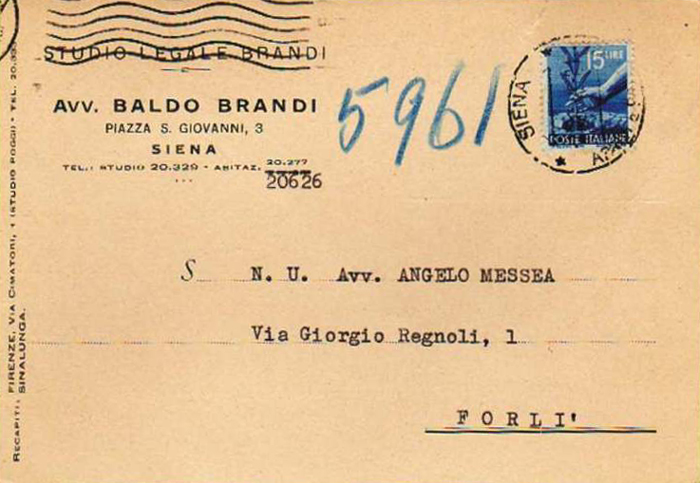 STUDIO LEGALE BRANDI
AVV. BALDO BRANDI
PIAZZA S. GIOVANNI, 3
SIENA
TEL.: STUDIO 20.329 - ABITAZ. 20.277
20626
5961
15 LIRE
POSTE ITALIANE
SIENA
S N. U. Avv. ANGELO MESSEA
Via Giorgio Regnoli, 1
FORLI'
RECAPITI: FIRENZE, VIA CIMATORI, 1 (STUDIO POGGI) - TEL. 20.
SINALUNGA.